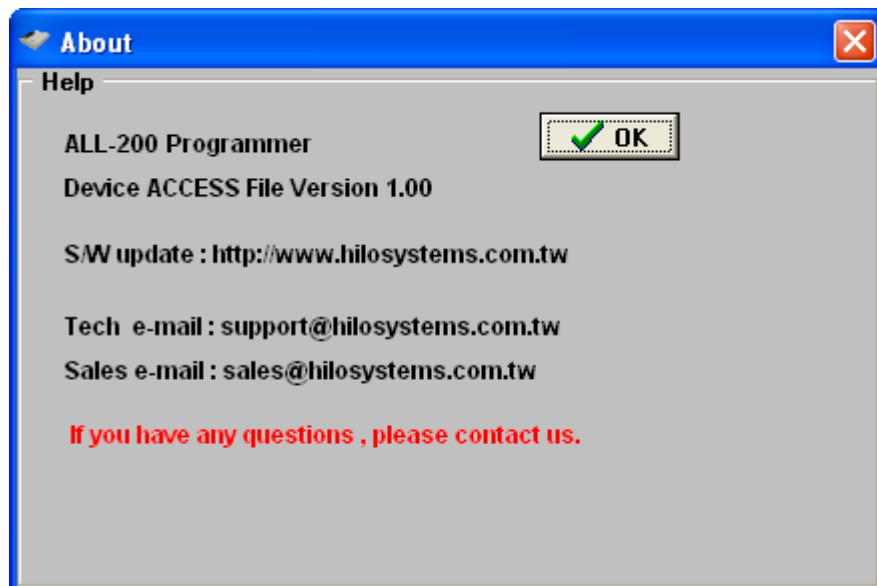 About
Help
ALL-200 Programmer
OK
Device ACCESS File Version 1.00
S/W update : http://www.hilosystems.com.tw
Tech e-mail : support@hilosystems.com.tw
Sales e-mail : sales@hilosystems.com.tw
If you have any questions , please contact us.